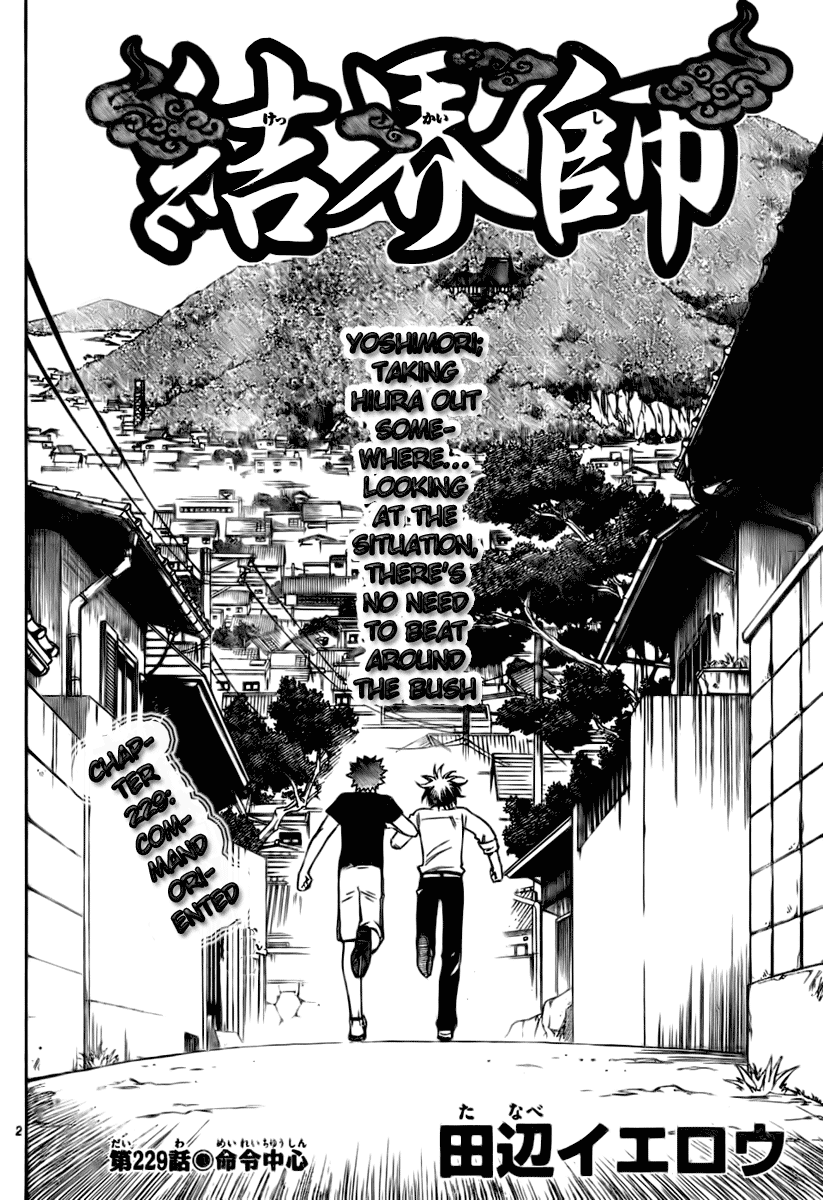 結界師
けっかいし
YOSHIMORI;
TAKING
HIURA OUT
SOME-
WHERE...
LOOKING
AT THE
SITUATION,
THERE'S
NO NEED
TO BEAT
AROUND
THE BUSH
CHAP-
TER
229:
COM-
MAND
ORI-
ENTED
2
だい わ めいれいちゅうしん
第229話◉命令中心
た なべ
田辺イエロウ